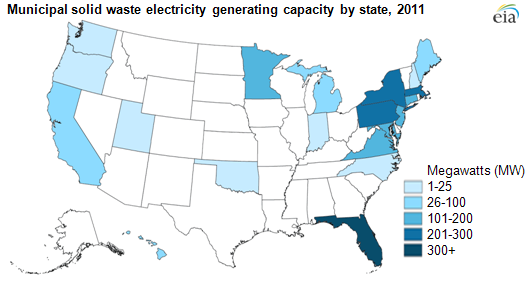 Municipal solid waste electricity generating capacity by state, 2011
eia
Megawatts (MW)
1-25
26-100
101-200
201-300
300+